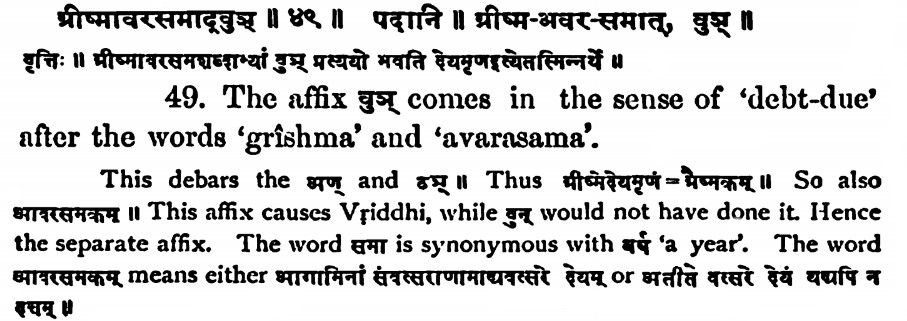 ग्रीष्मावरसमाद्वुञ् ॥ ४९ ॥ पदानि ॥ ग्रीष्म-अवर-समात्, वुञ् ॥
वृत्तिः ॥ ग्रीष्मावरसमशब्दाभ्यां वुञ् प्रत्ययो भवति देयमृणइत्येतस्मिन्नर्थे ॥
49. The affix वुञ् comes in the sense of 'debt-due'
after the words 'grîshma' and 'avarasama'.
This debars the अण् and ठञ् ॥ Thus ग्रीष्मेदेयमृणं = ग्रैष्मकम् ॥ So also
आवरसमकम् ॥ This affix causes Vṛiddhi, while वुन् would not have done it. Hence
the separate affix. The word समा is synonymous with वर्ष 'a year'. The word
आवरसमकम् means either आगामिनां संवत्सराणामाद्यवत्सरे देयम् or अतीते वत्सरे देयं यद्यपि न
दत्तम् ॥